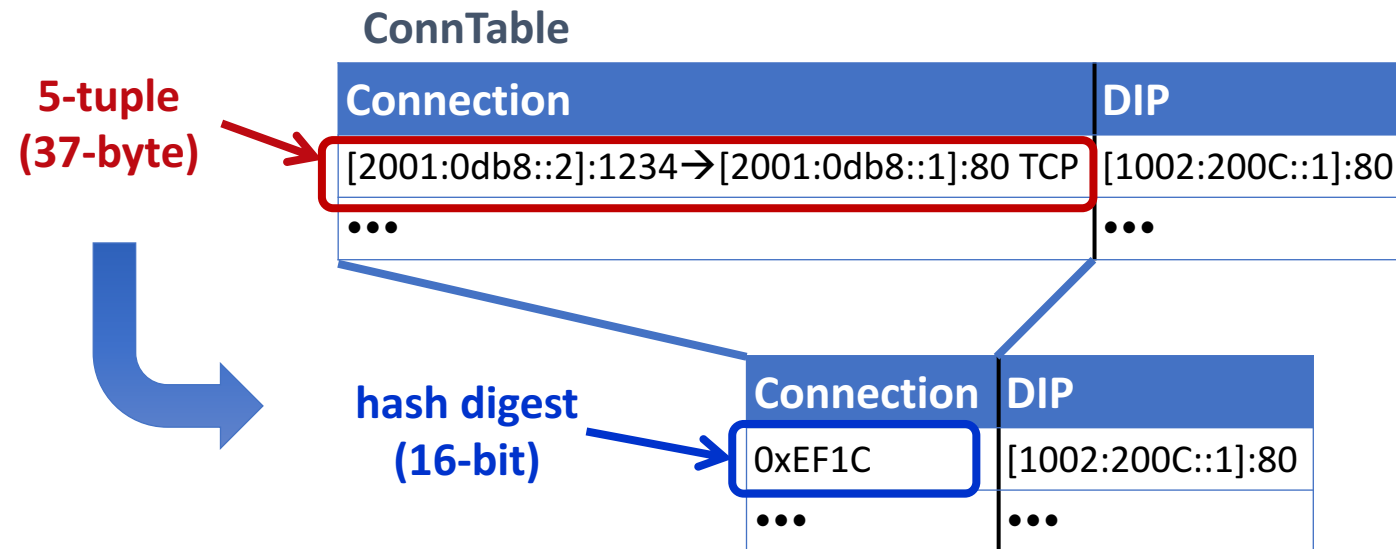 ConnTable
5-tuple
(37-byte)
Connection DIP
[2001:0db8::2]:1234→[2001:0db8::1]:80 TCP [1002:200C::1]:80
••• •••
hash digest
(16-bit)
Connection DIP
0xEF1C [1002:200C::1]:80
••• •••